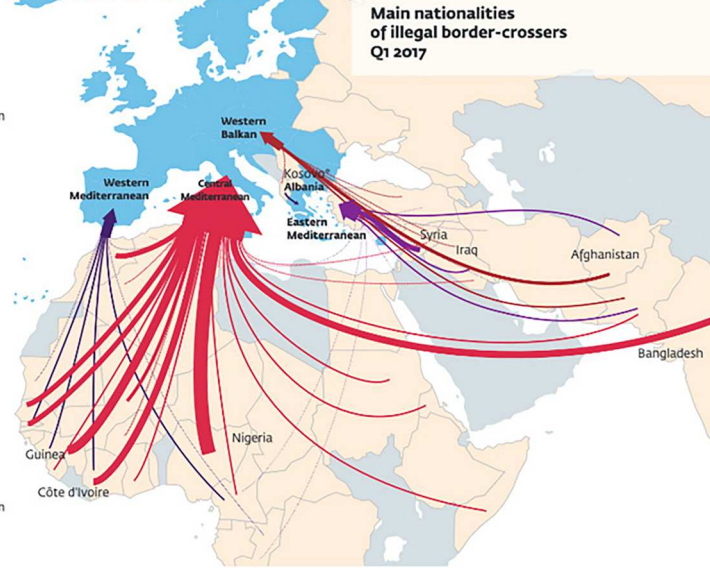 Main nationalities
of illegal border-crossers
Q1 2017
Western
Balkan
Kosovo*
Albania
Western
Mediterranean
Central
Mediterranean
Eastern
Mediterranean
Syria
Iraq
Afghanistan
Bangladesh
Nigeria
Guinea
Côte d'Ivoire